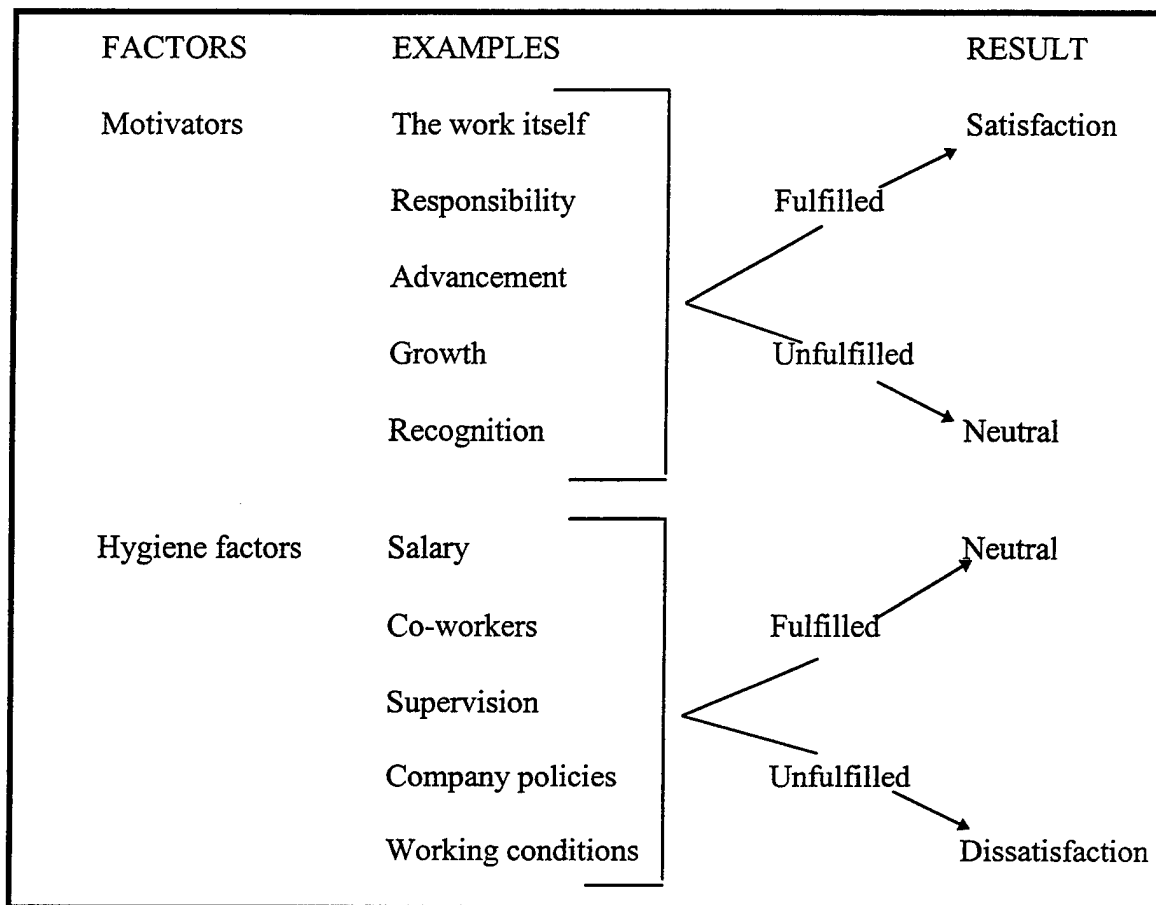 FACTORS EXAMPLES RESULT
Motivators The work itself Satisfaction
Responsibility Fulfilled
Advancement
Growth Unfulfilled
Recognition Neutral
Hygiene factors Salary Neutral
Co-workers Fulfilled
Supervision
Company policies Unfulfilled
Working conditions Dissatisfaction